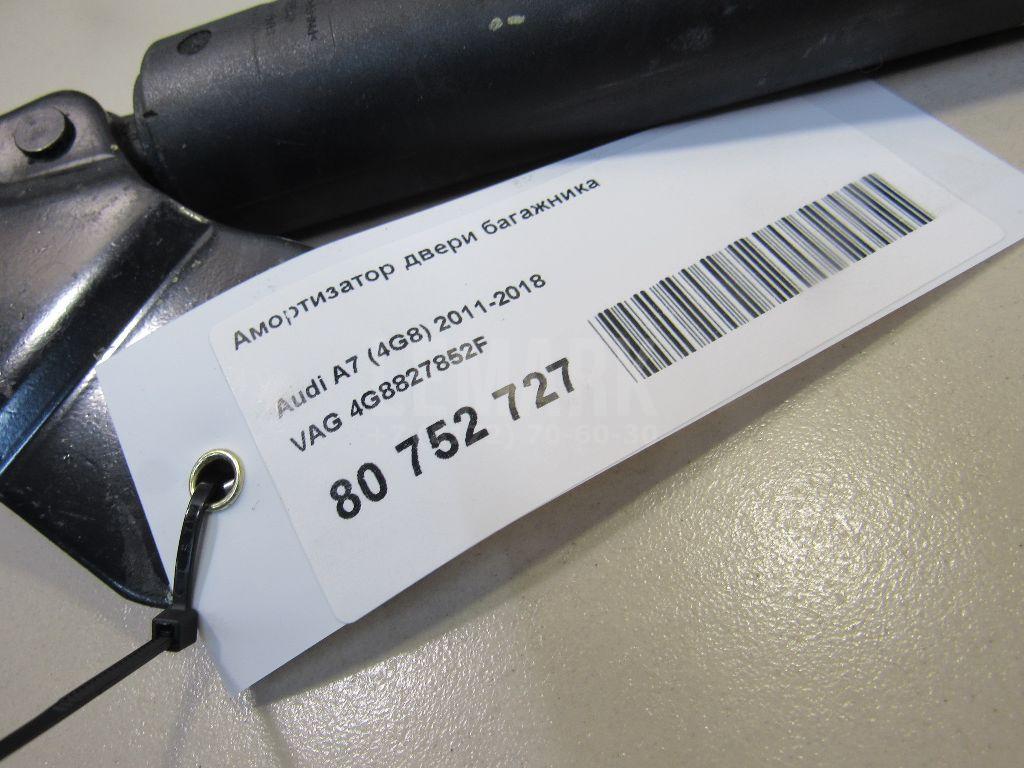 Амортизатор двери багажника
Audi A7 (4G8) 2011-2018
VAG 4G8827852F
80 752 727